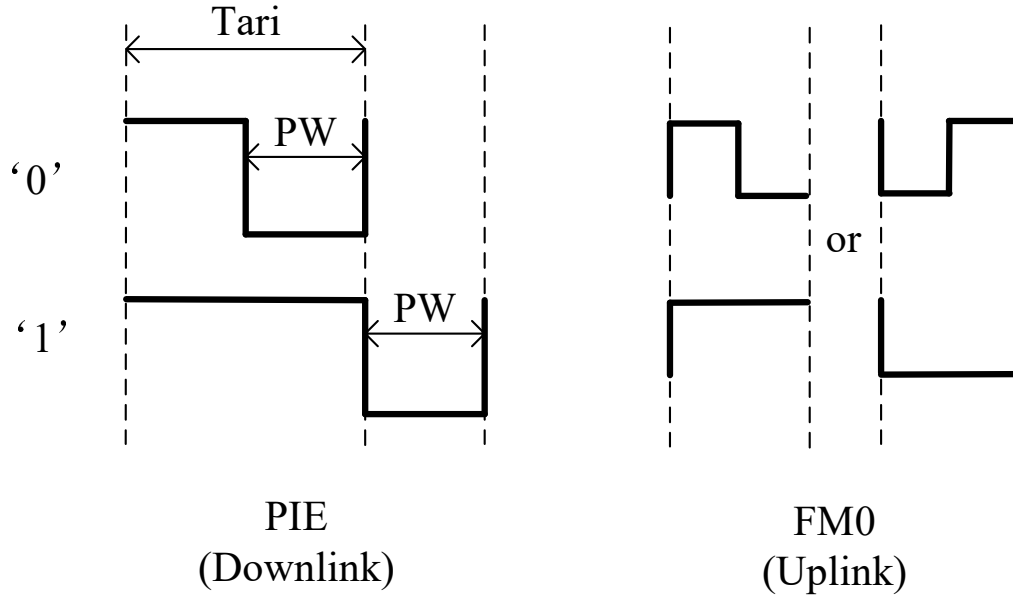 Tari
PW
‘0’
or
PW
‘1’
PIE
(Downlink)
FM0
(Uplink)